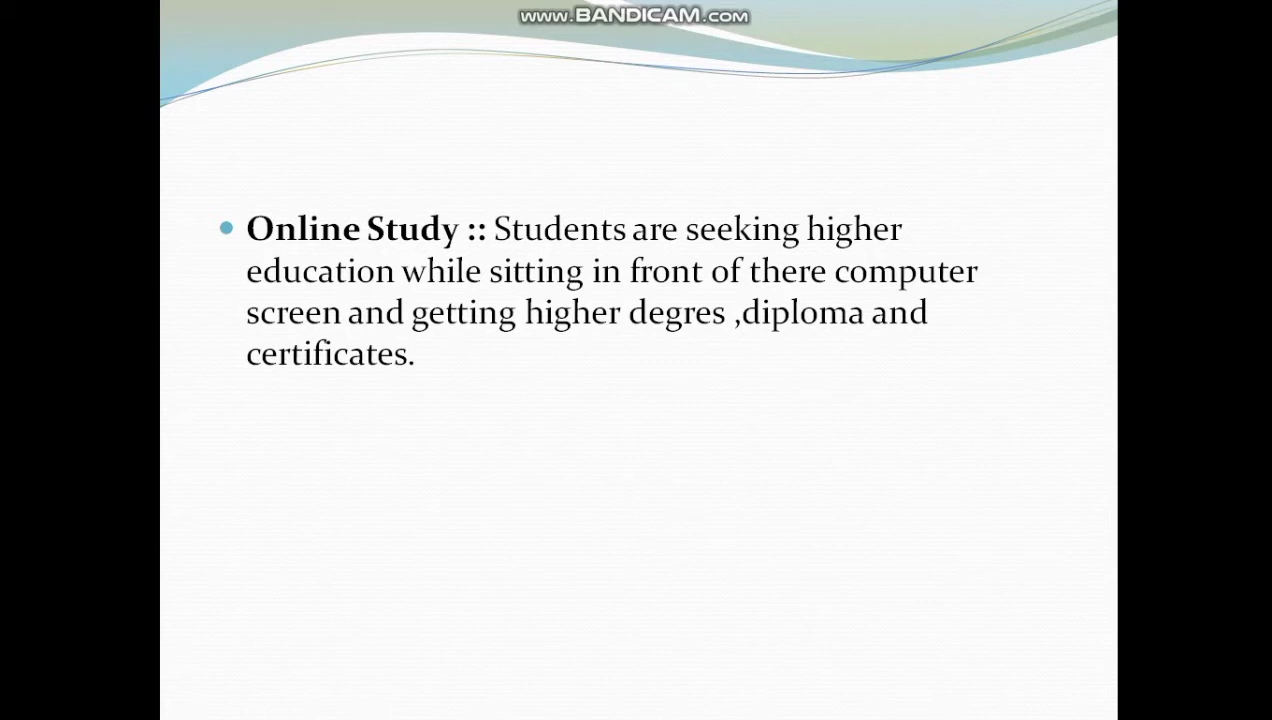 www.BANDICAM.com
• Online Study :: Students are seeking higher
education while sitting in front of there computer
screen and getting higher degres ,diploma and
certificates.